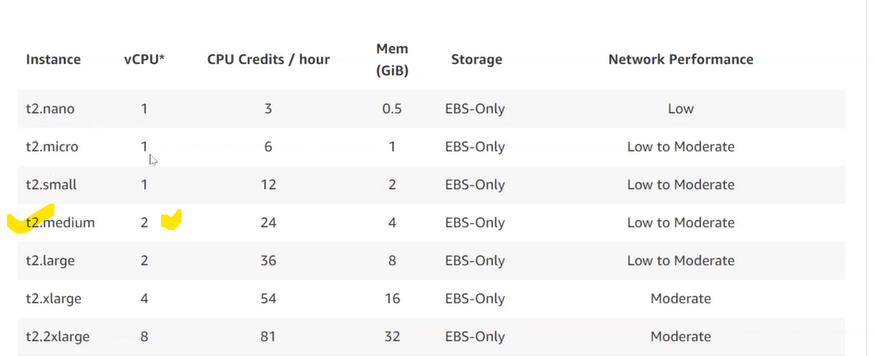 Instance vCPU* CPU Credits / hour Mem (GiB) Storage Network Performance
t2.nano 1 3 0.5 EBS-Only Low
t2.micro 1 6 1 EBS-Only Low to Moderate
t2.small 1 12 2 EBS-Only Low to Moderate
t2.medium 2 24 4 EBS-Only Low to Moderate
t2.large 2 36 8 EBS-Only Low to Moderate
t2.xlarge 4 54 16 EBS-Only Moderate
t2.2xlarge 8 81 32 EBS-Only Moderate